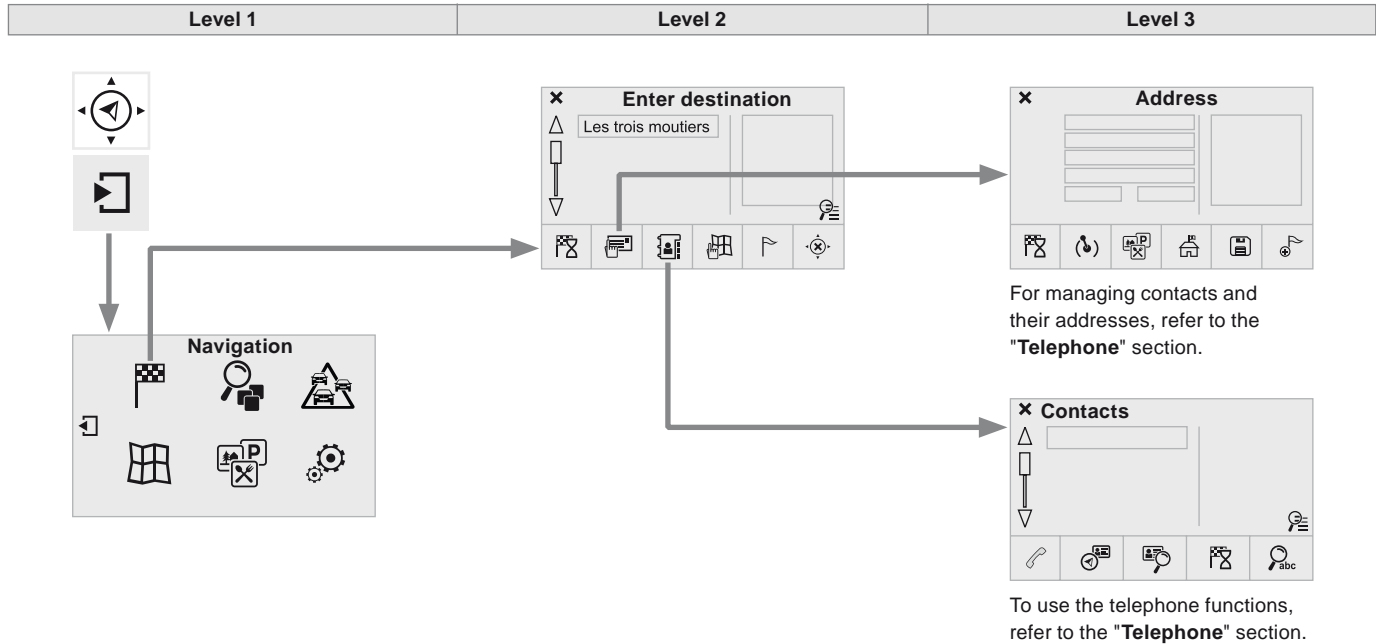 Level 1
Level 2
Level 3
Enter destination
Les trois moutiers
Address
P
For managing contacts and
their addresses, refer to the
"Telephone" section.
Navigation
P
Contacts
abc
To use the telephone functions,
refer to the "Telephone" section.